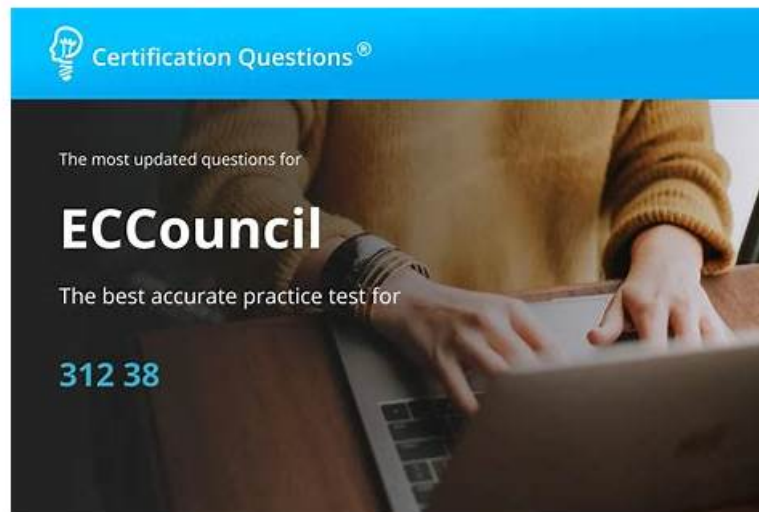 Certification Questions®
The most updated questions for
ECCouncil
The best accurate practice test for
312 38